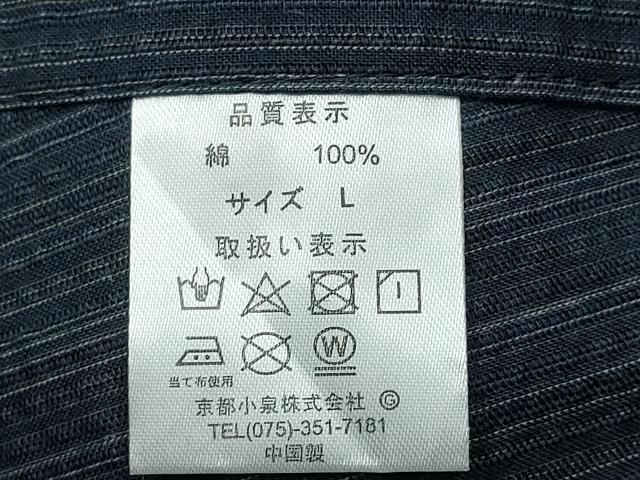 品質表示
綿 100%
サイズ L
取扱い表示
W
当て布使用
京都小泉株式会社 Ⓖ
TEL(075)-351-7181
中国製